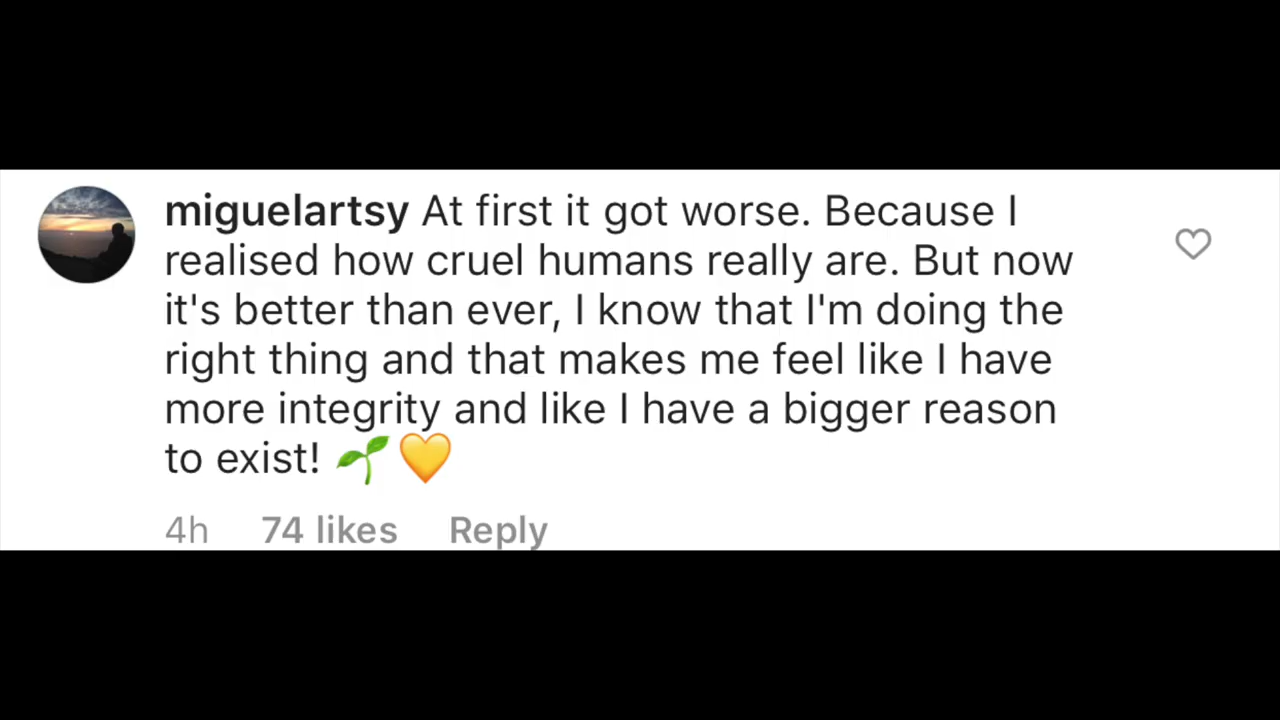 miguelartsy At first it got worse. Because I
realised how cruel humans really are. But now
it's better than ever, I know that I'm doing the
right thing and that makes me feel like I have
more integrity and like I have a bigger reason
to exist! 🌱💛
4h 74 likes Reply